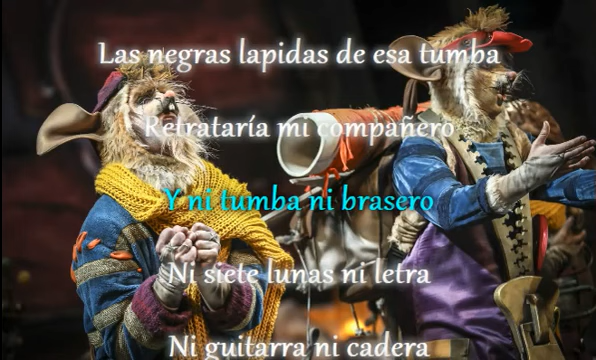 Las negras lapidas de esa tumba
Retrataría mi compañero
Y ni tumba ni brasero
Ni siete lunas ni letra
Ni guitarra ni cadera